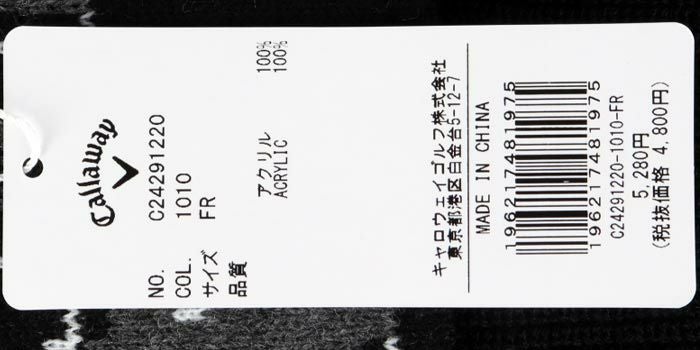 Callaway
NO. C24291220
COL. 1010
サイズ FR
品質
アクリル 100%
ACRYLIC 100%
キャロウェイゴルフ株式会社
東京都港区白金台5-12-7
MADE IN CHINA
196217481975
196217481975
C24291220-1010-FR
5,280円
(税抜価格 4,800円)